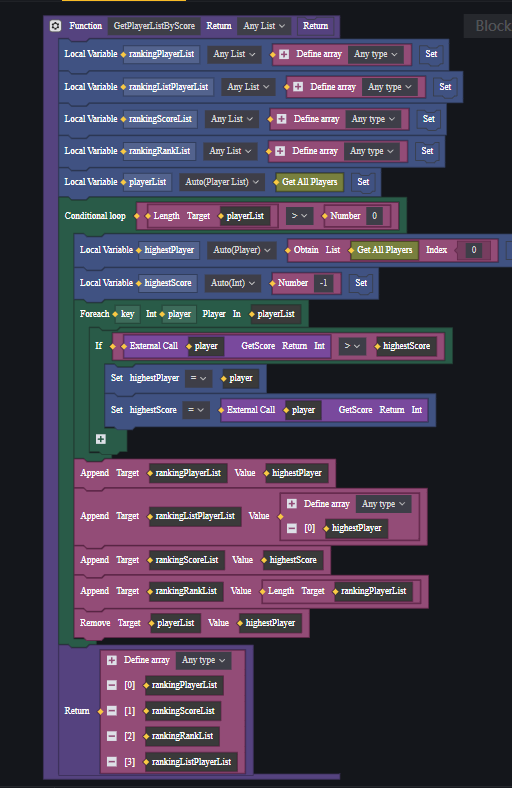 Function GetPlayerListByScore Return Any List Return
Block
Local Variable rankingPlayerList Any List Define array Any type Set
Local Variable rankingListPlayerList Any List Define array Any type Set
Local Variable rankingScoreList Any List Define array Any type Set
Local Variable rankingRankList Any List Define array Any type Set
Local Variable playerList Auto(Player List) Get All Players Set
Conditional loop Length Target playerList > Number 0
Local Variable highestPlayer Auto(Player) Obtain List Get All Players Index 0
Local Variable highestScore Auto(Int) Number -1 Set
Foreach key Int player Player In playerList
If External Call player GetScore Return Int > highestScore
Set highestPlayer = player
Set highestScore = External Call player GetScore Return Int
Append Target rankingPlayerList Value highestPlayer
Append Target rankingListPlayerList Value Define array Any type
[0] highestPlayer
Append Target rankingScoreList Value highestScore
Append Target rankingRankList Value Length Target rankingPlayerList
Remove Target playerList Value highestPlayer
Return Define array Any type
[0] rankingPlayerList
[1] rankingScoreList
[2] rankingRankList
[3] rankingListPlayerList